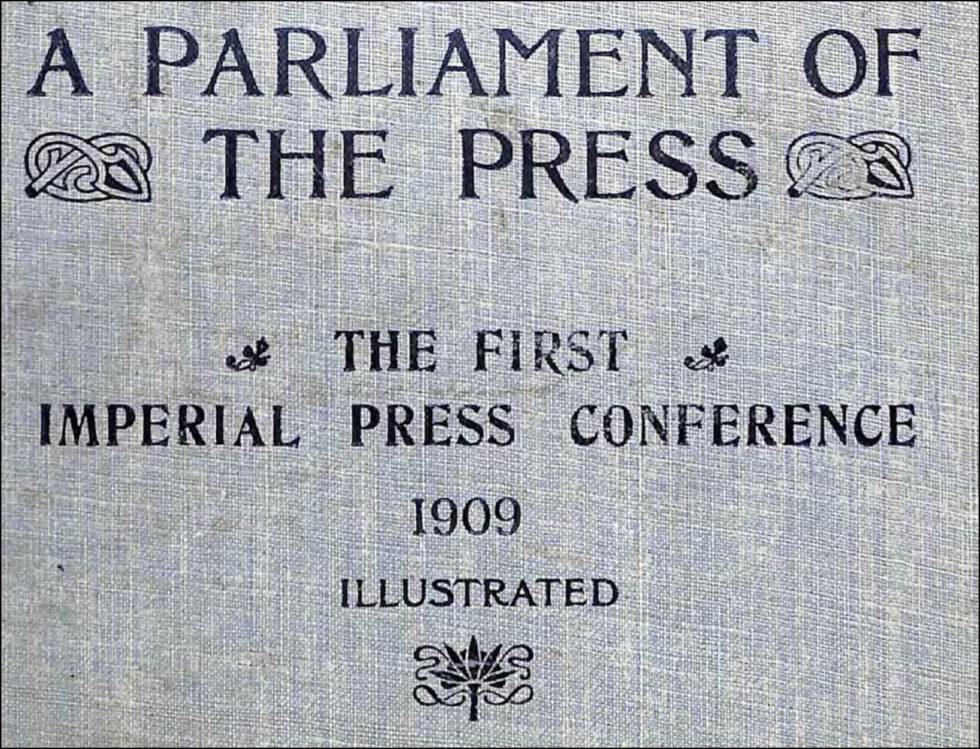 A PARLIAMENT OF
THE PRESS
THE FIRST
IMPERIAL PRESS CONFERENCE
1909
ILLUSTRATED